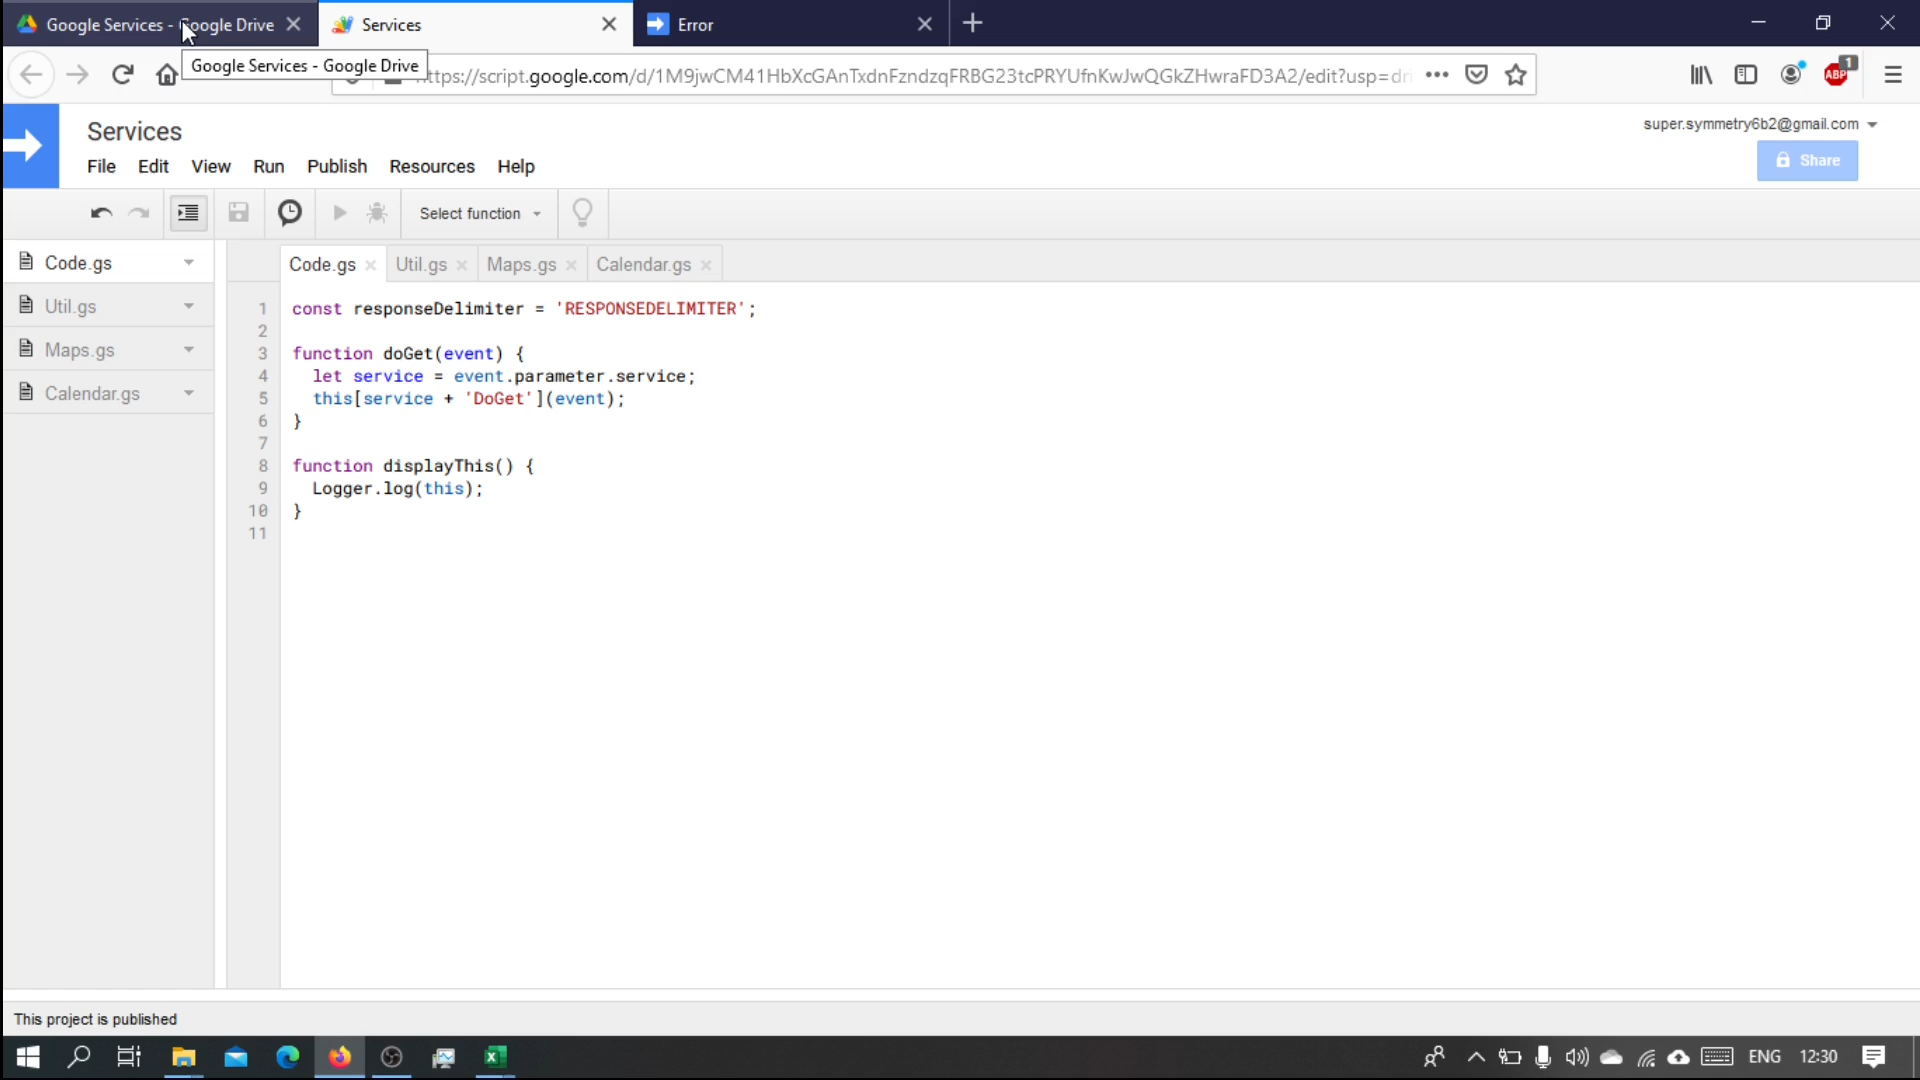 Google Services - Google Drive
Services
Error
Google Services - Google Drive
ttps://script.google.com/d/1M9jwCM41HbXcGAnTxdnFzndzqFRBG23tcPRYUfnKwJwQGkZHwraFD3A2/edit?usp=dri
ABP
1
Services
super.symmetry6b2@gmail.com
File Edit View Run Publish Resources Help
Share
Select function
Code.gs
Util.gs
Maps.gs
Calendar.gs
Code.gs Util.gs Maps.gs Calendar.gs
1 const responseDelimiter = 'RESPONSEDELIMITER';
2
3 function doGet(event) {
4 let service = event.parameter.service;
5 this[service + 'DoGet'](event);
6 }
7
8 function displayThis() {
9 Logger.log(this);
10 }
11
This project is published
ENG 12:30